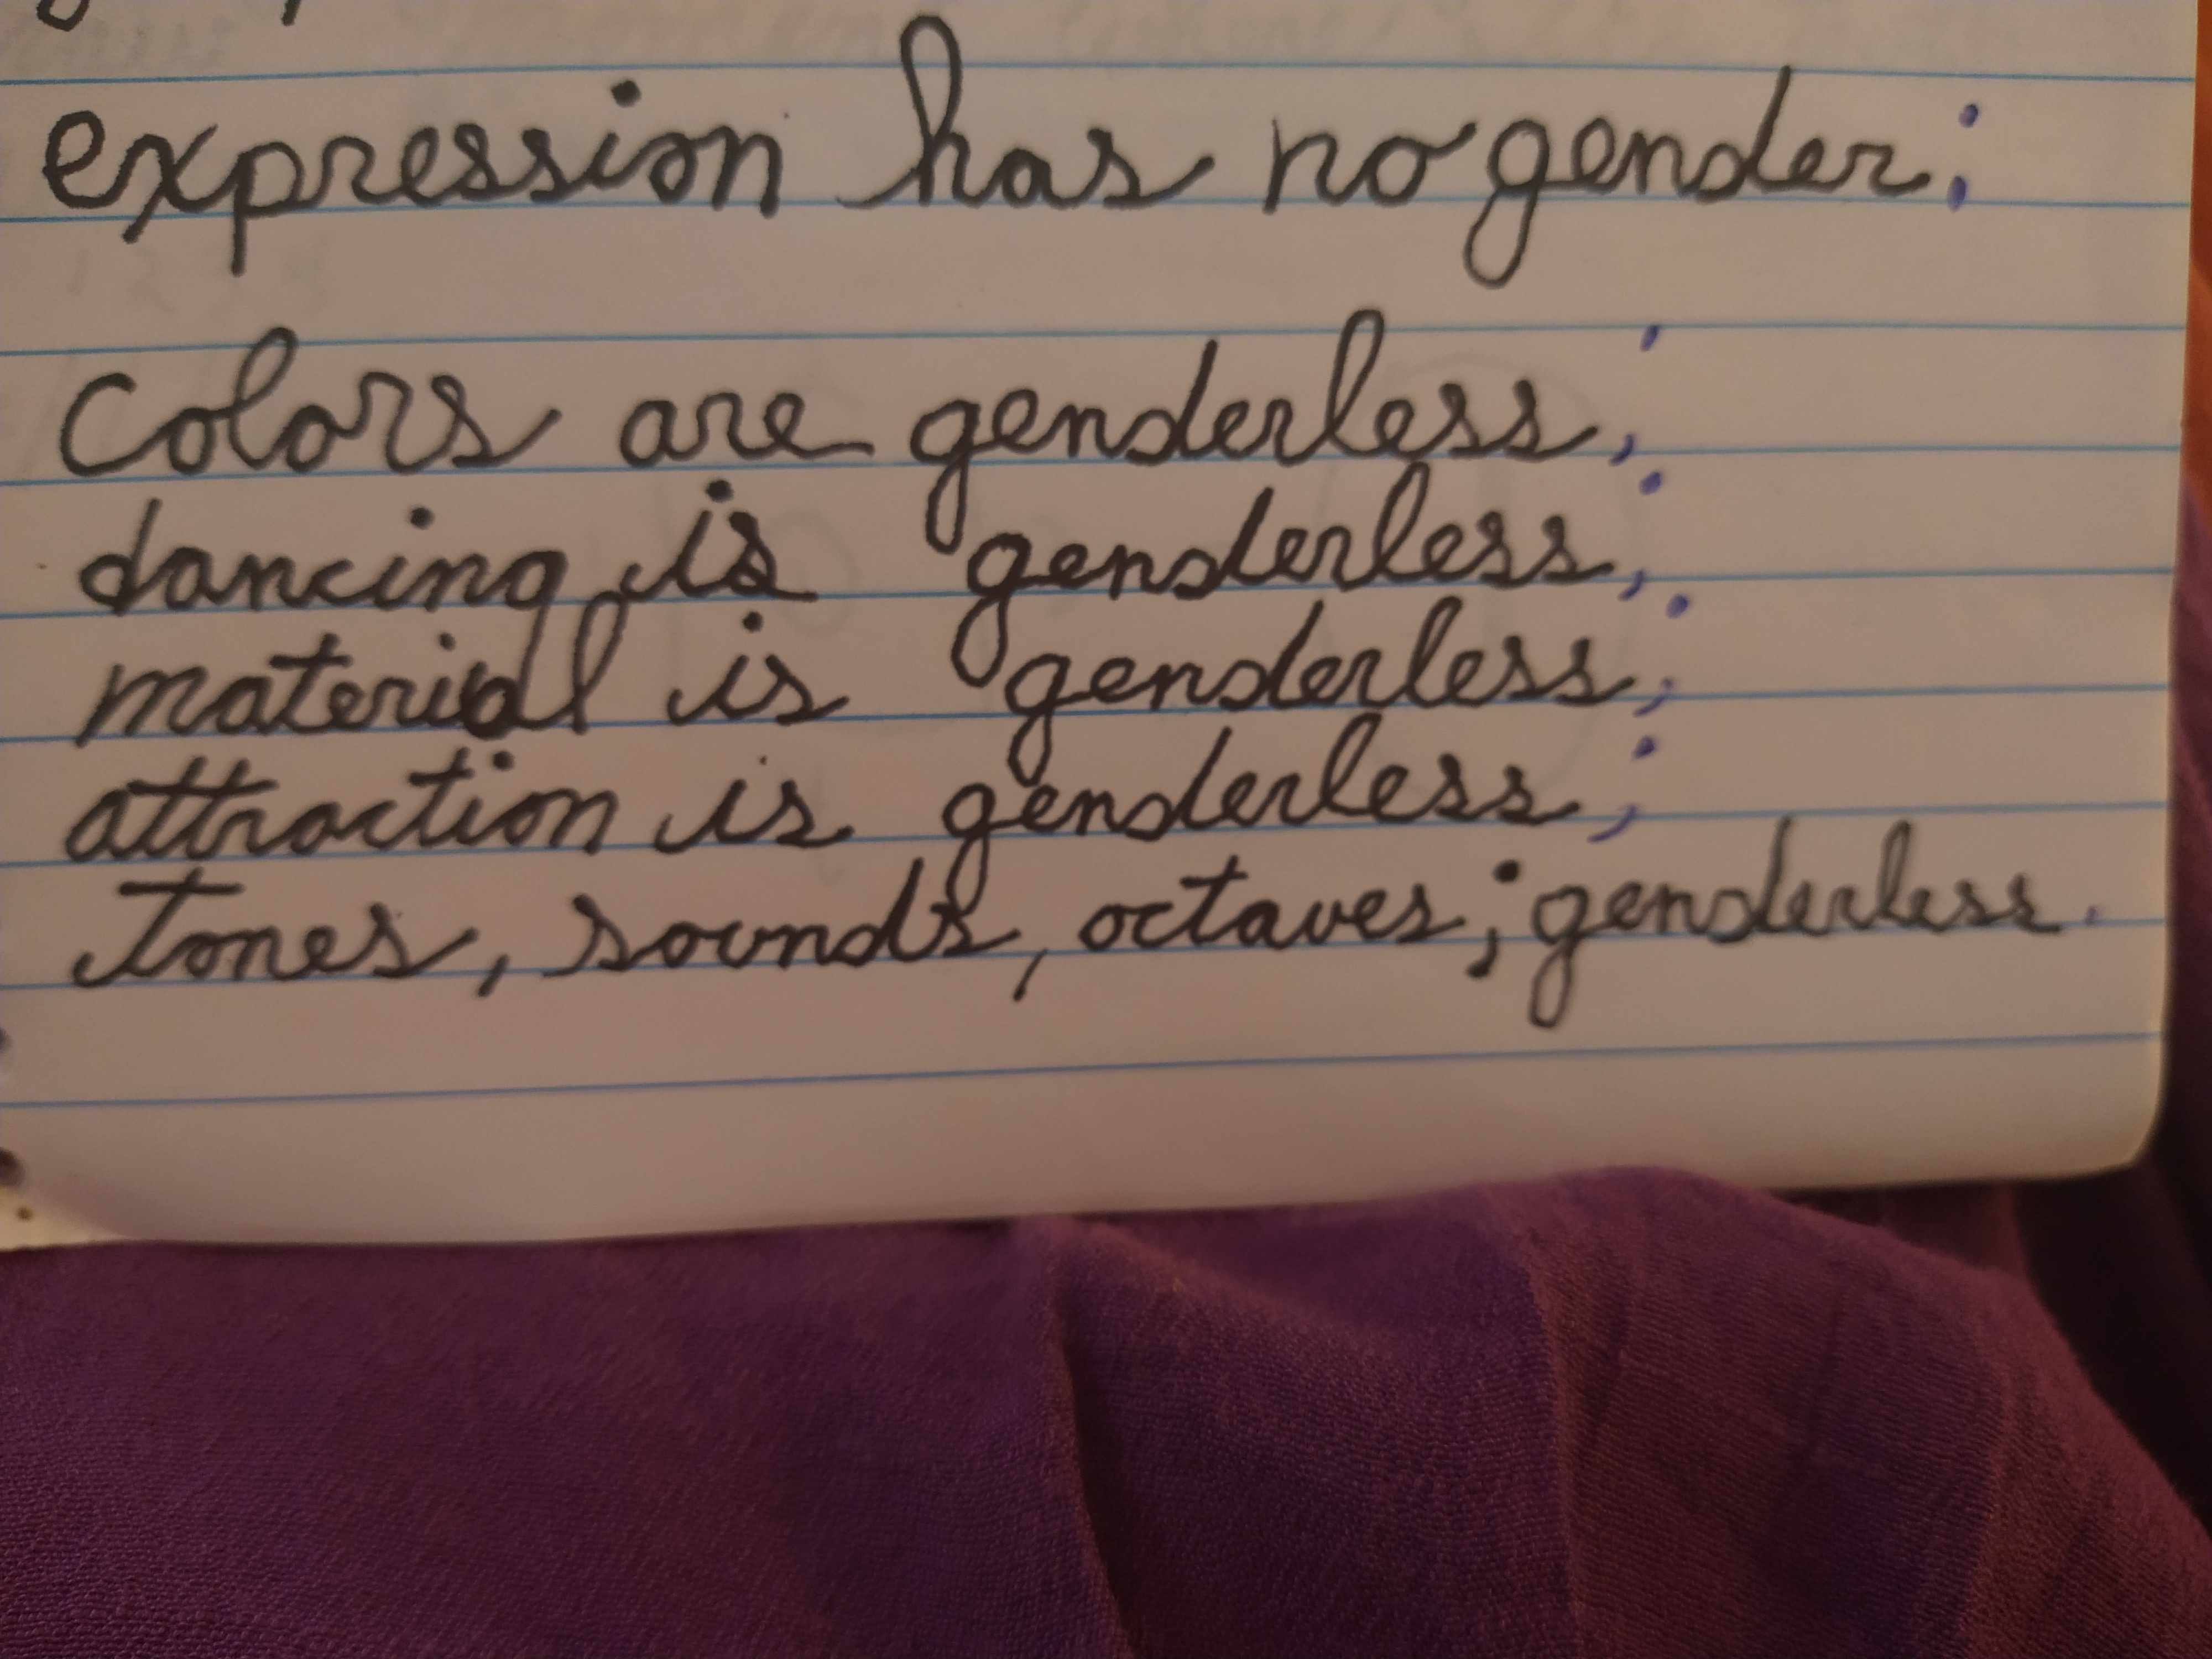 expression has no gender;
colors are genderless;
dancing is genderless;
material is genderless;
attraction is genderless;
tones, sounds, octaves; genderless.